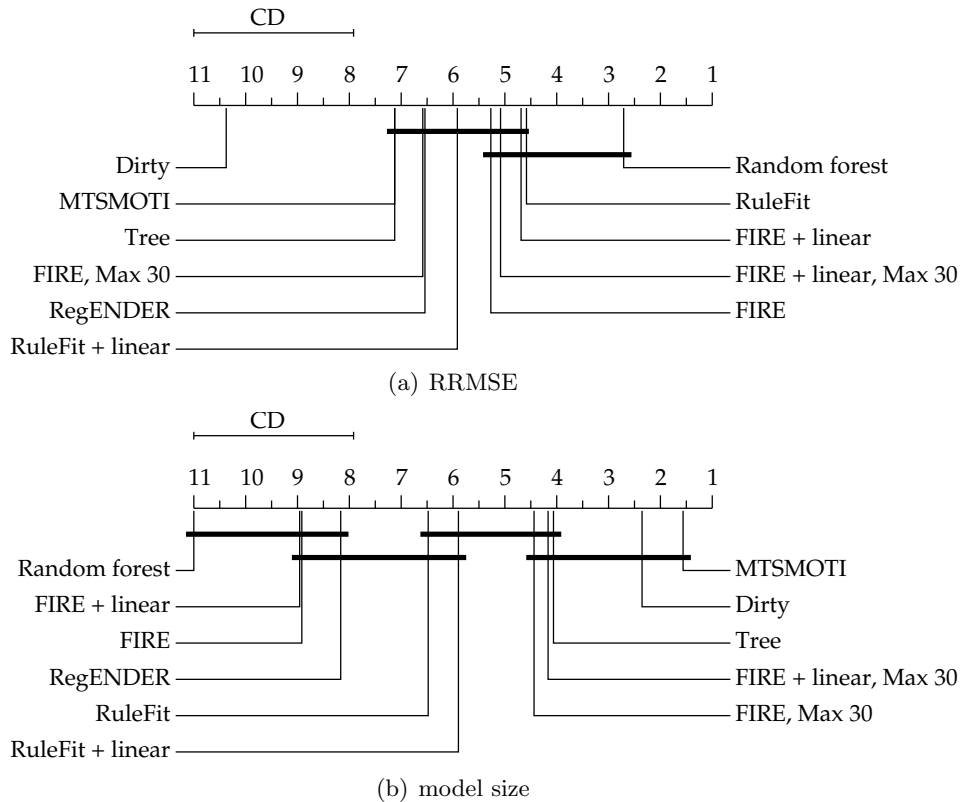 CD
11 10 9 8 7 6 5 4 3 2 1
Dirty
Random forest
MTSMOTI
RuleFit
Tree
FIRE + linear
FIRE, Max 30
FIRE + linear, Max 30
RegENDER
FIRE
RuleFit + linear
(a) RRMSE
CD
11 10 9 8 7 6 5 4 3 2 1
Random forest
MTSMOTI
FIRE + linear
Dirty
FIRE
Tree
RegENDER
FIRE + linear, Max 30
RuleFit
FIRE, Max 30
RuleFit + linear
(b) model size